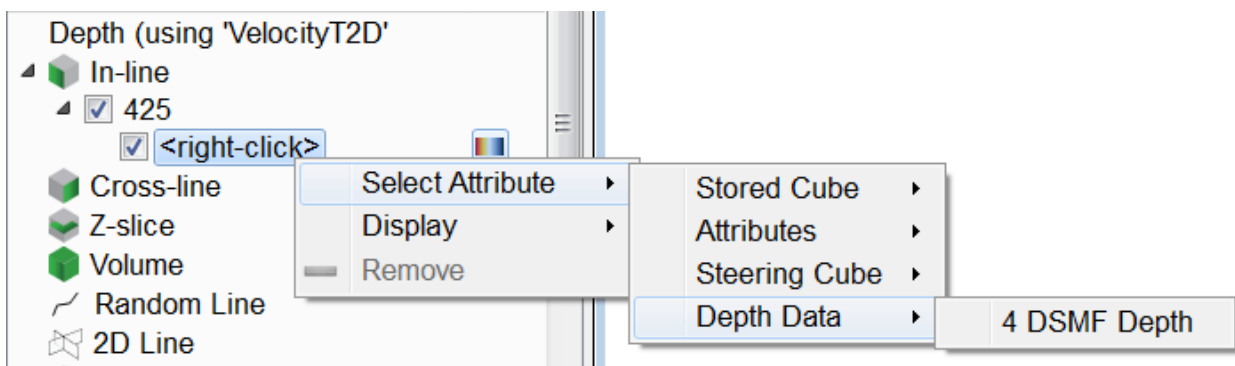 Depth (using 'VelocityT2D'
In-line
425
<right-click>
Cross-line
Z-slice
Volume
Random Line
2D Line
Select Attribute
Display
Remove
Stored Cube
Attributes
Steering Cube
Depth Data
4 DSMF Depth